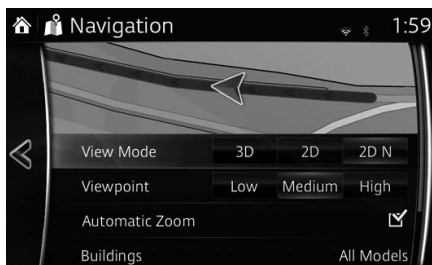 Navigation 1:59
View Mode 3D 2D 2D N
Viewpoint Low Medium High
Automatic Zoom
Buildings All Models